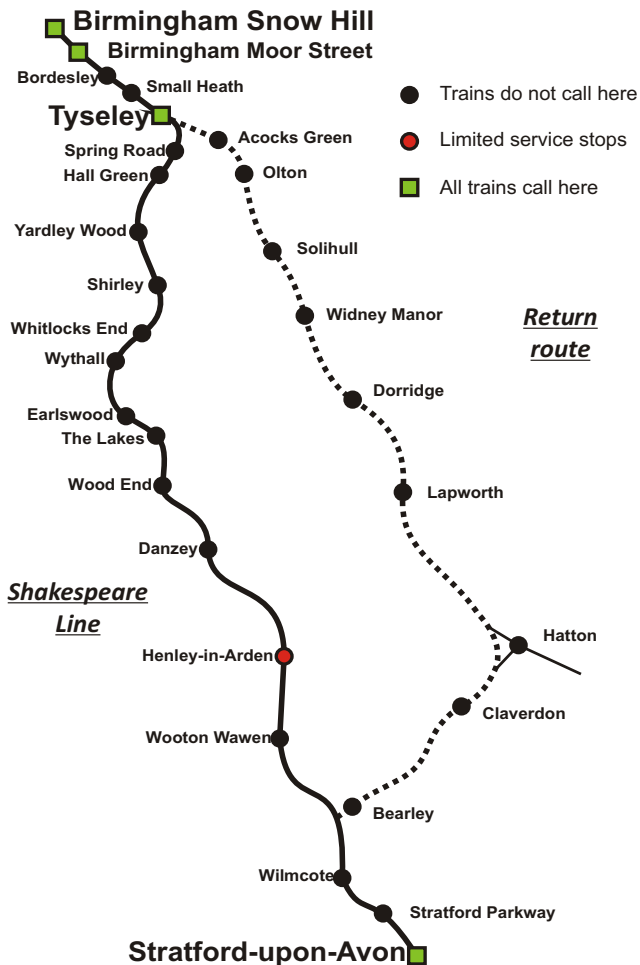 Birmingham Snow Hill
Birmingham Moor Street
Bordesley
Small Heath
Tyseley
Trains do not call here
Limited service stops
All trains call here
Acocks Green
Spring Road
Hall Green
Olton
Yardley Wood
Solihull
Shirley
Widney Manor
Return
route
Whitlocks End
Wythall
Dorridge
Earlswood
The Lakes
Wood End
Lapworth
Danzey
Shakespeare
Line
Henley-in-Arden
Hatton
Claverdon
Wooton Wawen
Bearley
Wilmcote
Stratford Parkway
Stratford-upon-Avon